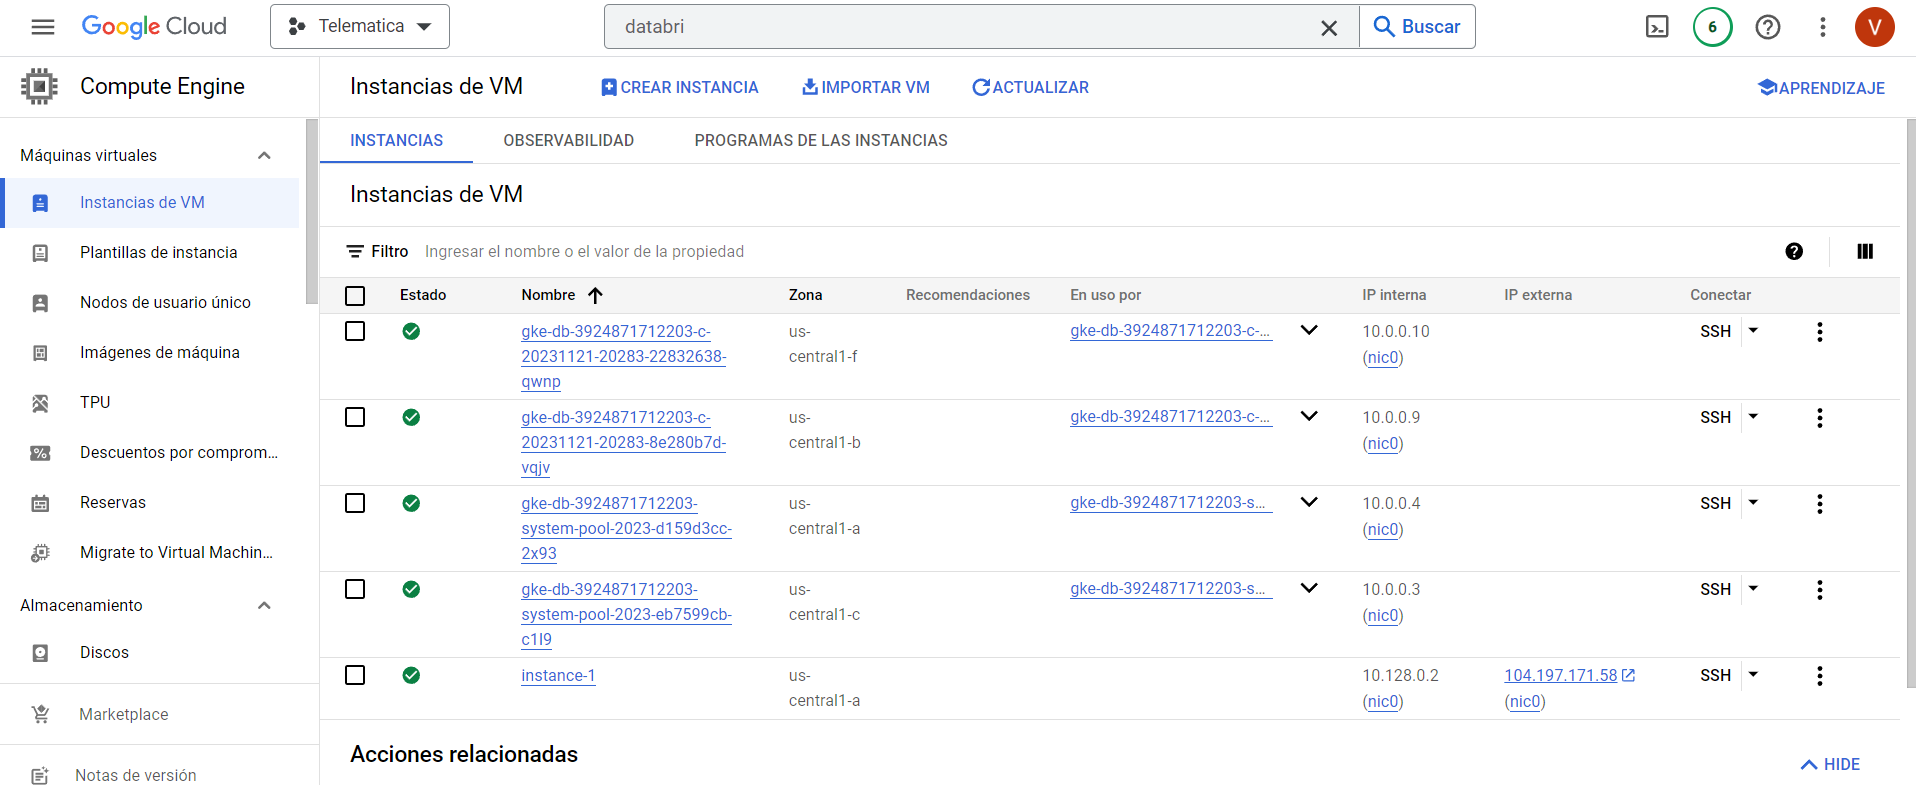 Google Cloud
Telematica
databri
Buscar
6
V
Compute Engine
Instancias de VM
CREAR INSTANCIA
IMPORTAR VM
ACTUALIZAR
APRENDIZAJE
Máquinas virtuales
Instancias de VM
Plantillas de instancia
Nodos de usuario único
Imágenes de máquina
TPU
Descuentos por comprom...
Reservas
Migrate to Virtual Machin...
Almacenamiento
Discos
Marketplace
Notas de versión
INSTANCIAS
OBSERVABILIDAD
PROGRAMAS DE LAS INSTANCIAS
Instancias de VM
Filtro Ingresar el nombre o el valor de la propiedad
Estado Nombre Zona Recomendaciones En uso por IP interna IP externa Conectar
gke-db-3924871712203-c- us- gke-db-3924871712203-c-... 10.0.0.10 SSH
20231121-20283-22832638- central1-f (nic0)
qwnp
gke-db-3924871712203-c- us- gke-db-3924871712203-c-... 10.0.0.9 SSH
20231121-20283-8e280b7d- central1-b (nic0)
vqjv
gke-db-3924871712203- us- gke-db-3924871712203-s... 10.0.0.4 SSH
system-pool-2023-d159d3cc- central1-a (nic0)
2x93
gke-db-3924871712203- us- gke-db-3924871712203-s... 10.0.0.3 SSH
system-pool-2023-eb7599cb- central1-c (nic0)
c1l9
instance-1 us- 10.128.0.2 104.197.171.58 SSH
central1-a (nic0) (nic0)
Acciones relacionadas
HIDE